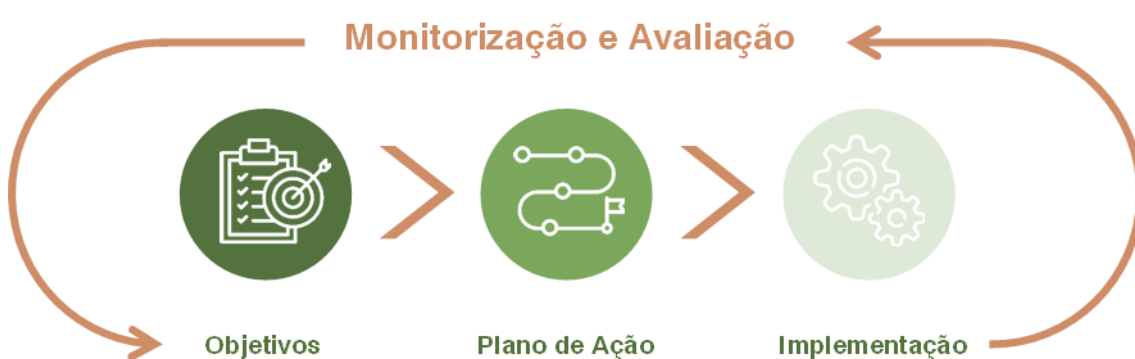 Monitorização e Avaliação
Objetivos
Plano de Ação
Implementação